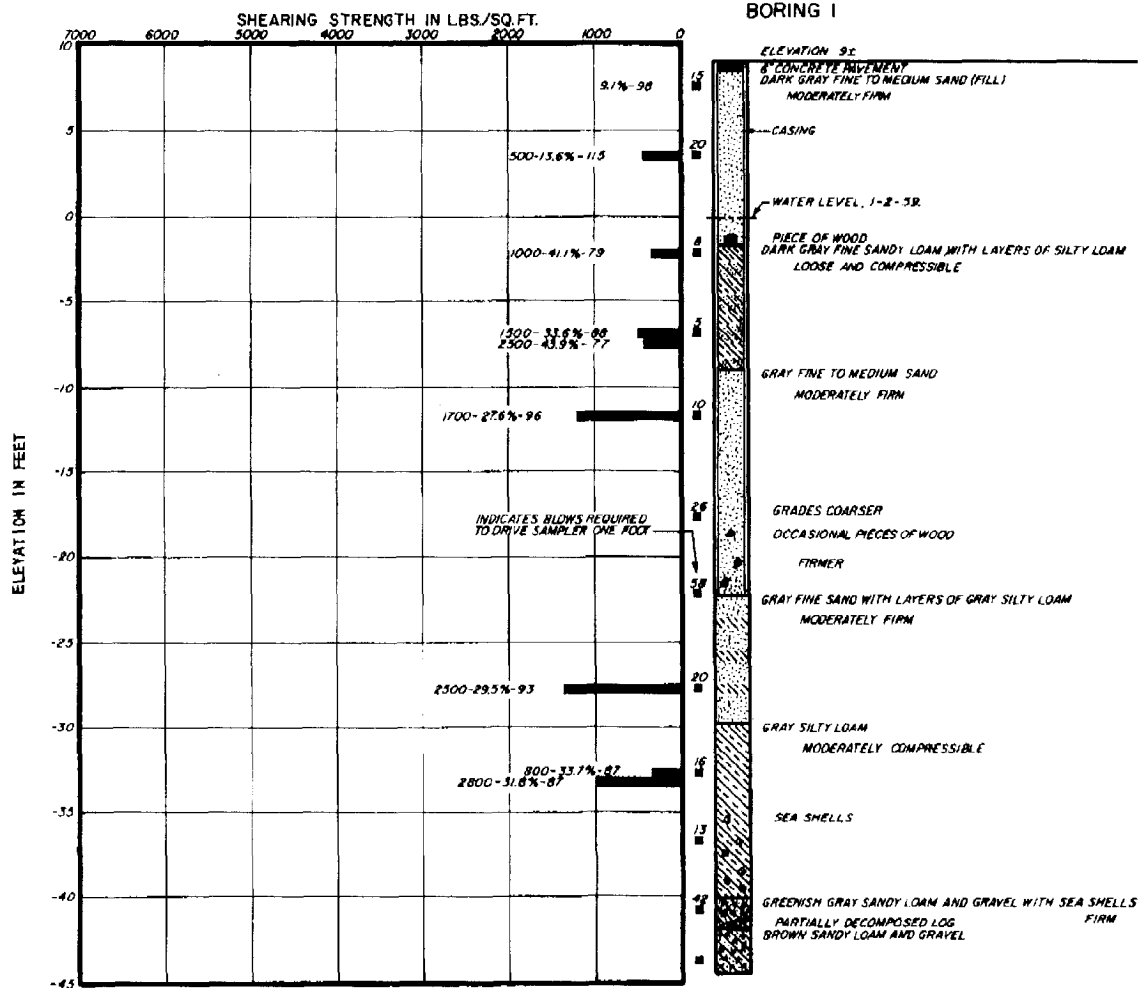 BORING 1
SHEARING STRENGTH IN LBS./SQ.FT.
7000 6000 5000 4000 3000 2000 1000 0
ELEVATION IN FEET
10
5
0
-5
-10
-15
-20
-25
-30
-35
-40
-45
9.1%-98
500-13.6%-115
1000-41.1%-79
1500-33.6%-88
2500-43.9%-77
1700-27.6%-96
INDICATES BLOWS REQUIRED
TO DRIVE SAMPLER ONE FOOT
2500-29.5%-93
800-33.7%-87
2800-31.8%-87
15
20
8
5
10
26
58
20
16
13
42
ELEVATION 9±
6" CONCRETE PAVEMENT
DARK GRAY FINE TO MEDIUM SAND (FILL)
MODERATELY FIRM
CASING
WATER LEVEL, 1-2-59.
PIECE OF WOOD
DARK GRAY FINE SANDY LOAM WITH LAYERS OF SILTY LOAM
LOOSE AND COMPRESSIBLE
GRAY FINE TO MEDIUM SAND
MODERATELY FIRM
GRADES COARSER
OCCASIONAL PIECES OF WOOD
FIRMER
GRAY FINE SAND WITH LAYERS OF GRAY SILTY LOAM
MODERATELY FIRM
GRAY SILTY LOAM
MODERATELY COMPRESSIBLE
SEA SHELLS
GREENISH GRAY SANDY LOAM AND GRAVEL WITH SEA SHELLS
FIRM
PARTIALLY DECOMPOSED LOG
BROWN SANDY LOAM AND GRAVEL